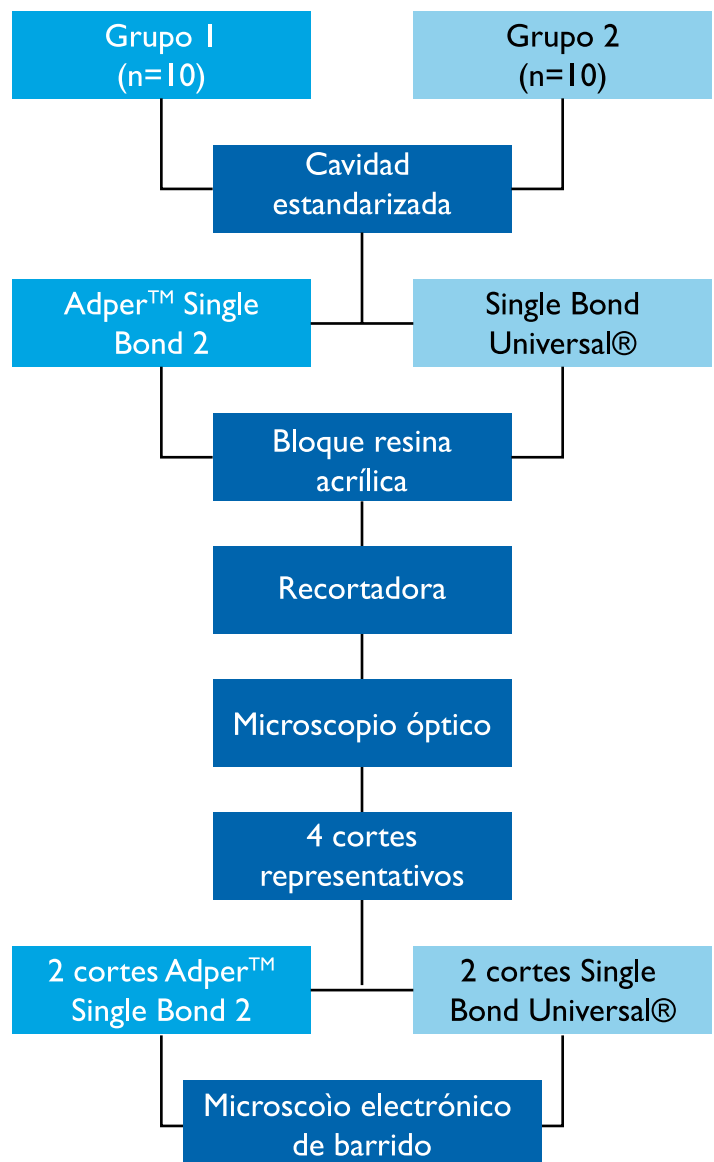 Grupo 1
(n=10)
Grupo 2
(n=10)
Cavidad
estandarizada
Adper™ Single
Bond 2
Single Bond
Universal®
Bloque resina
acrílica
Recortadora
Microscopio óptico
4 cortes
representativos
2 cortes Adper™
Single Bond 2
2 cortes Single
Bond Universal®
Microscoìo electrónico
de barrido